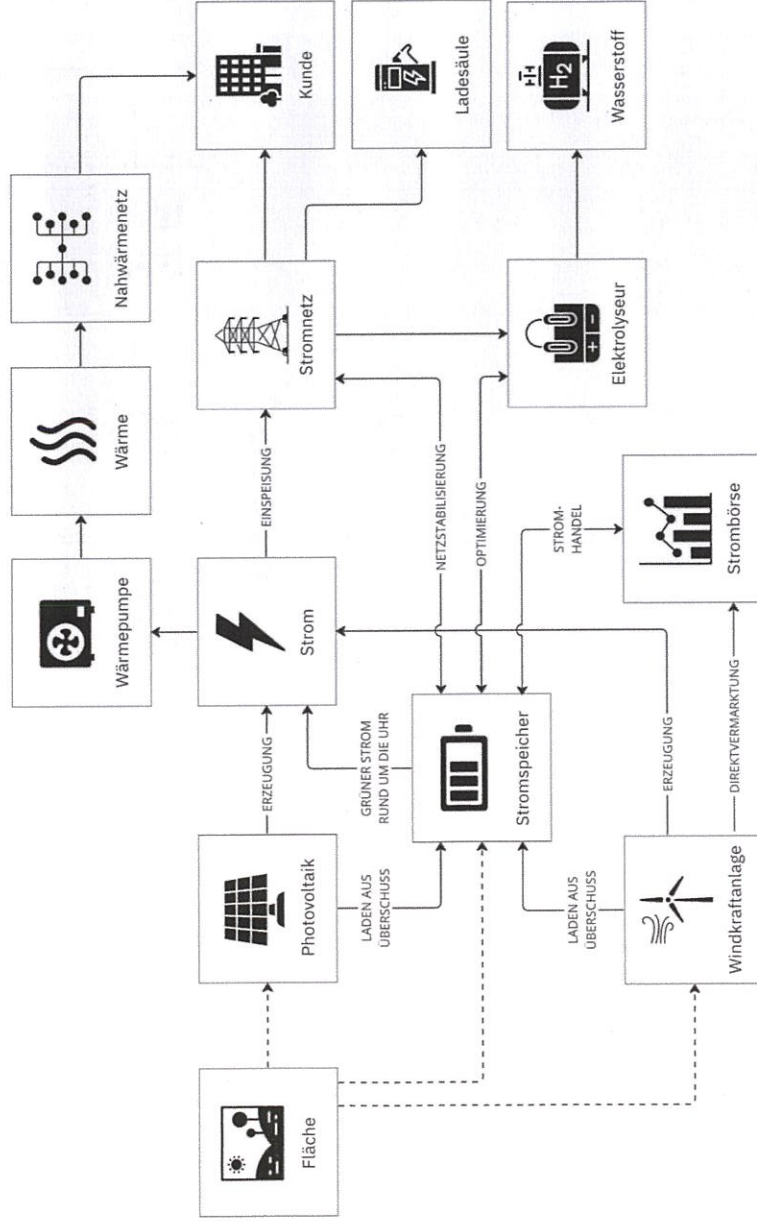 Wärmepumpe
Wärme
Nahwärmenetz
Fläche
Photovoltaik
ERZEUGUNG
Strom
EINSPEISUNG
Stromnetz
Kunde
LADEN AUS
ÜBERSCHUSS
GRÜNER STROM
RUND UM DIE UHR
Stromspeicher
NETZSTABILISIERUNG
OPTIMIERUNG
Ladesäule
LADEN AUS
ÜBERSCHUSS
ERZEUGUNG
STROM-
HANDEL
+ -
Elektrolyseur
H2
Wasserstoff
Windkraftanlage
DIREKTVERMARKTUNG
Strombörse